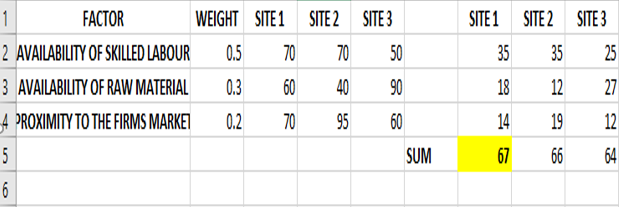 1 FACTOR WEIGHT SITE 1 SITE 2 SITE 3 SITE 1 SITE 2 SITE 3
2 AVAILABILITY OF SKILLED LABOUR 0.5 70 70 50 35 35 25
3 AVAILABILITY OF RAW MATERIAL 0.3 60 40 90 18 12 27
4 PROXIMITY TO THE FIRMS MARKET 0.2 70 95 60 14 19 12
5 SUM 67 66 64
6